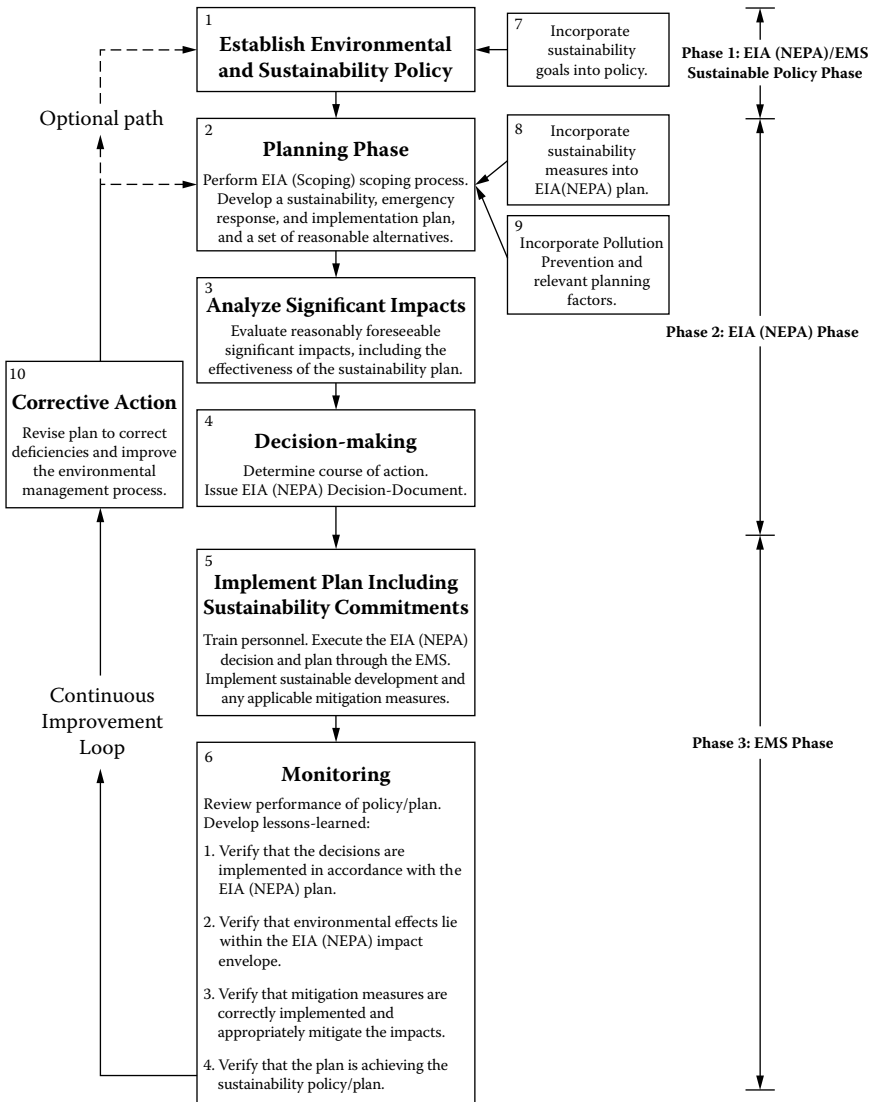 1
Establish Environmental
and Sustainability Policy
7
Incorporate
sustainability
goals into policy.
Phase 1: EIA (NEPA)/EMS
Sustainable Policy Phase
Optional path
2
Planning Phase
Perform EIA (Scoping) scoping process.
Develop a sustainability, emergency
response, and implementation plan,
and a set of reasonable alternatives.
8
Incorporate
sustainability
measures into
EIA(NEPA) plan.
9
Incorporate Pollution
Prevention and
relevant planning
factors.
3
Analyze Significant Impacts
Evaluate reasonably foreseeable
significant impacts, including the
effectiveness of the sustainability plan.
Phase 2: EIA (NEPA) Phase
10
Corrective Action
Revise plan to correct
deficiencies and improve
the environmental
management process.
4
Decision-making
Determine course of action.
Issue EIA (NEPA) Decision-Document.
5
Implement Plan Including
Sustainability Commitments
Train personnel. Execute the EIA (NEPA)
decision and plan through the EMS.
Implement sustainable development and
any applicable mitigation measures.
Continuous
Improvement
Loop
Phase 3: EMS Phase
6
Monitoring
Review performance of policy/plan.
Develop lessons-learned:
1. Verify that the decisions are
implemented in accordance with the
EIA (NEPA) plan.
2. Verify that environmental effects lie
within the EIA (NEPA) impact
envelope.
3. Verify that mitigation measures are
correctly implemented and
appropriately mitigate the impacts.
4. Verify that the plan is achieving the
sustainability policy/plan.